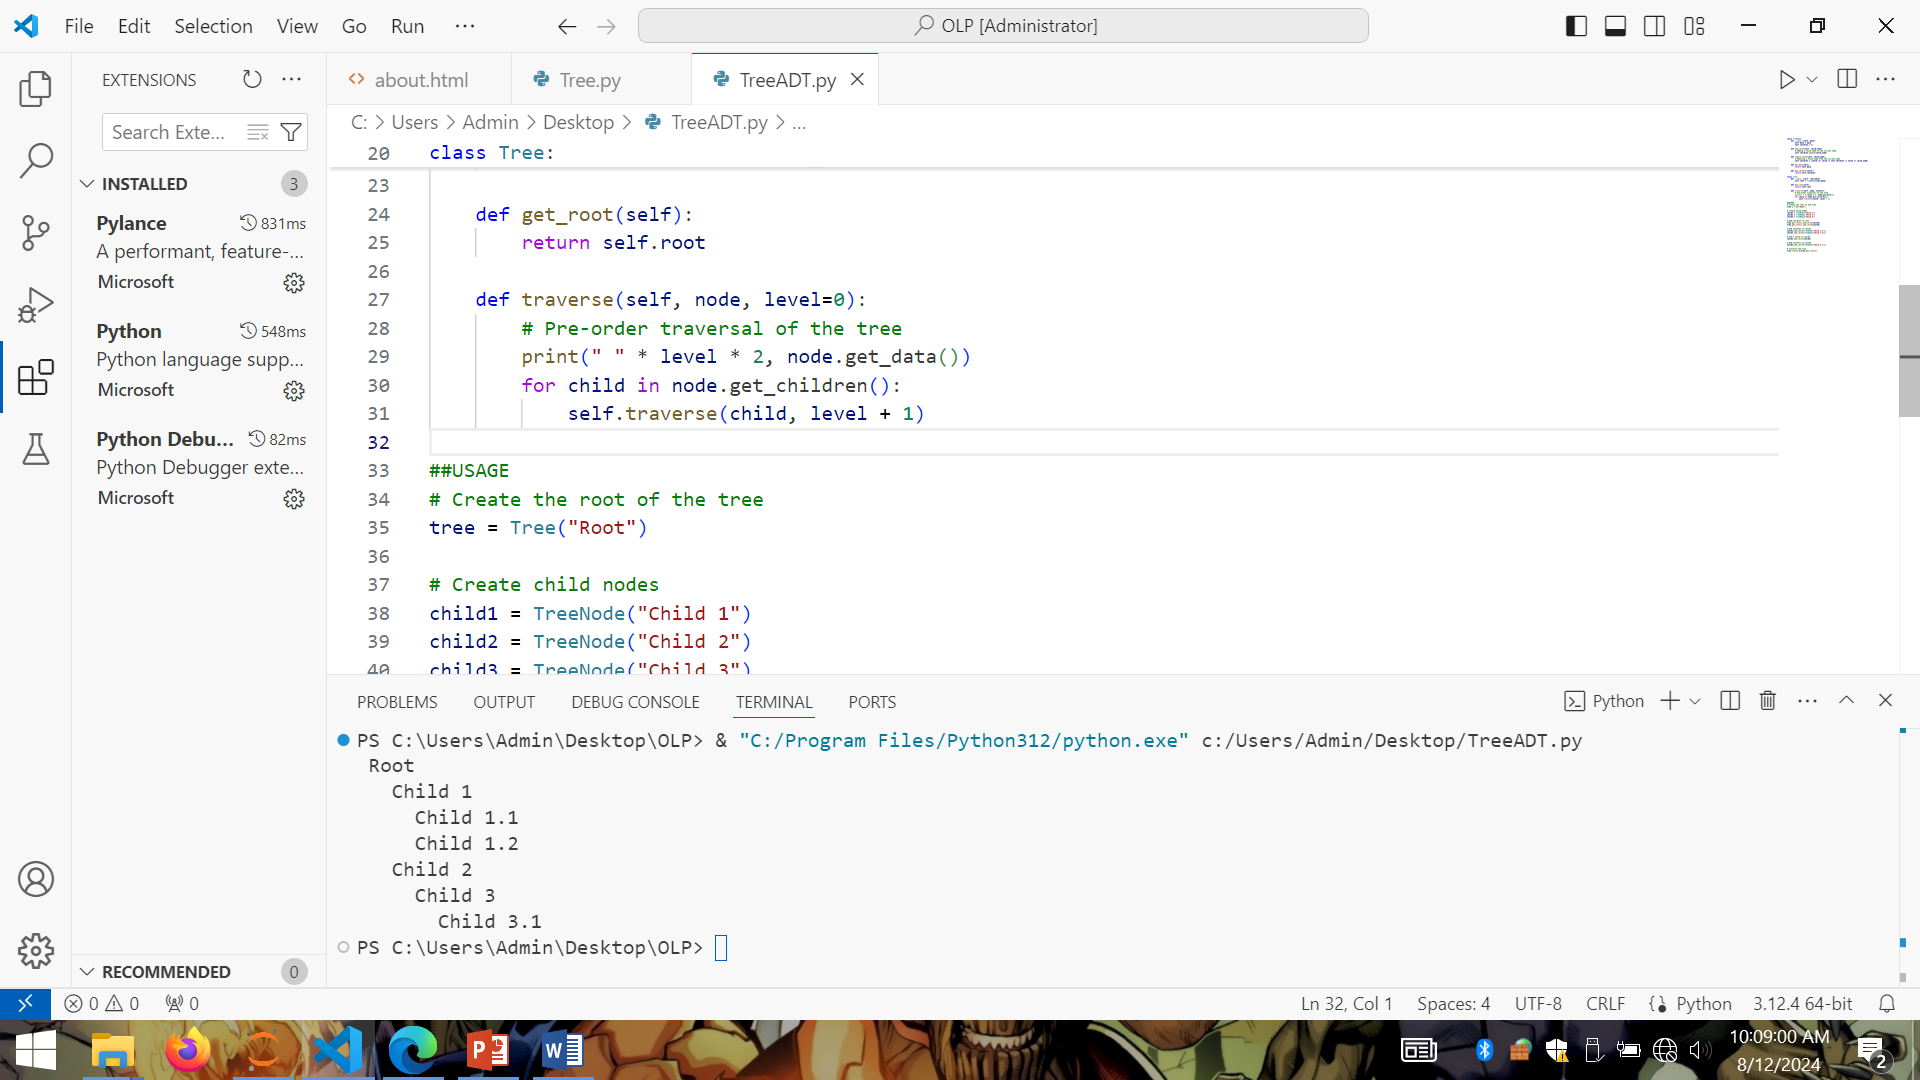 File Edit Selection View Go Run ···
OLP [Administrator]
EXTENSIONS
about.html
Tree.py
TreeADT.py
Search Exte...
C: > Users > Admin > Desktop > TreeADT.py > ...
INSTALLED 3
Pylance 831ms
A performant, feature-...
Microsoft
Python 548ms
Python language supp...
Microsoft
Python Debu... 82ms
Python Debugger exte...
Microsoft
RECOMMENDED 0
20 class Tree:
23
24     def get_root(self):
25         return self.root
26
27     def traverse(self, node, level=0):
28         # Pre-order traversal of the tree
29         print(" " * level * 2, node.get_data())
30         for child in node.get_children():
31             self.traverse(child, level + 1)
32
33 ##USAGE
34 # Create the root of the tree
35 tree = Tree("Root")
36
37 # Create child nodes
38 child1 = TreeNode("Child 1")
39 child2 = TreeNode("Child 2")
40 child3 = TreeNode("Child 3")
PROBLEMS OUTPUT DEBUG CONSOLE TERMINAL PORTS
Python
PS C:\Users\Admin\Desktop\OLP> & "C:/Program Files/Python312/python.exe" c:/Users/Admin/Desktop/TreeADT.py
Root
Child 1
Child 1.1
Child 1.2
Child 2
Child 3
Child 3.1
PS C:\Users\Admin\Desktop\OLP>
0 0 0
Ln 32, Col 1 Spaces: 4 UTF-8 CRLF Python 3.12.4 64-bit
10:09:00 AM
8/12/2024
2